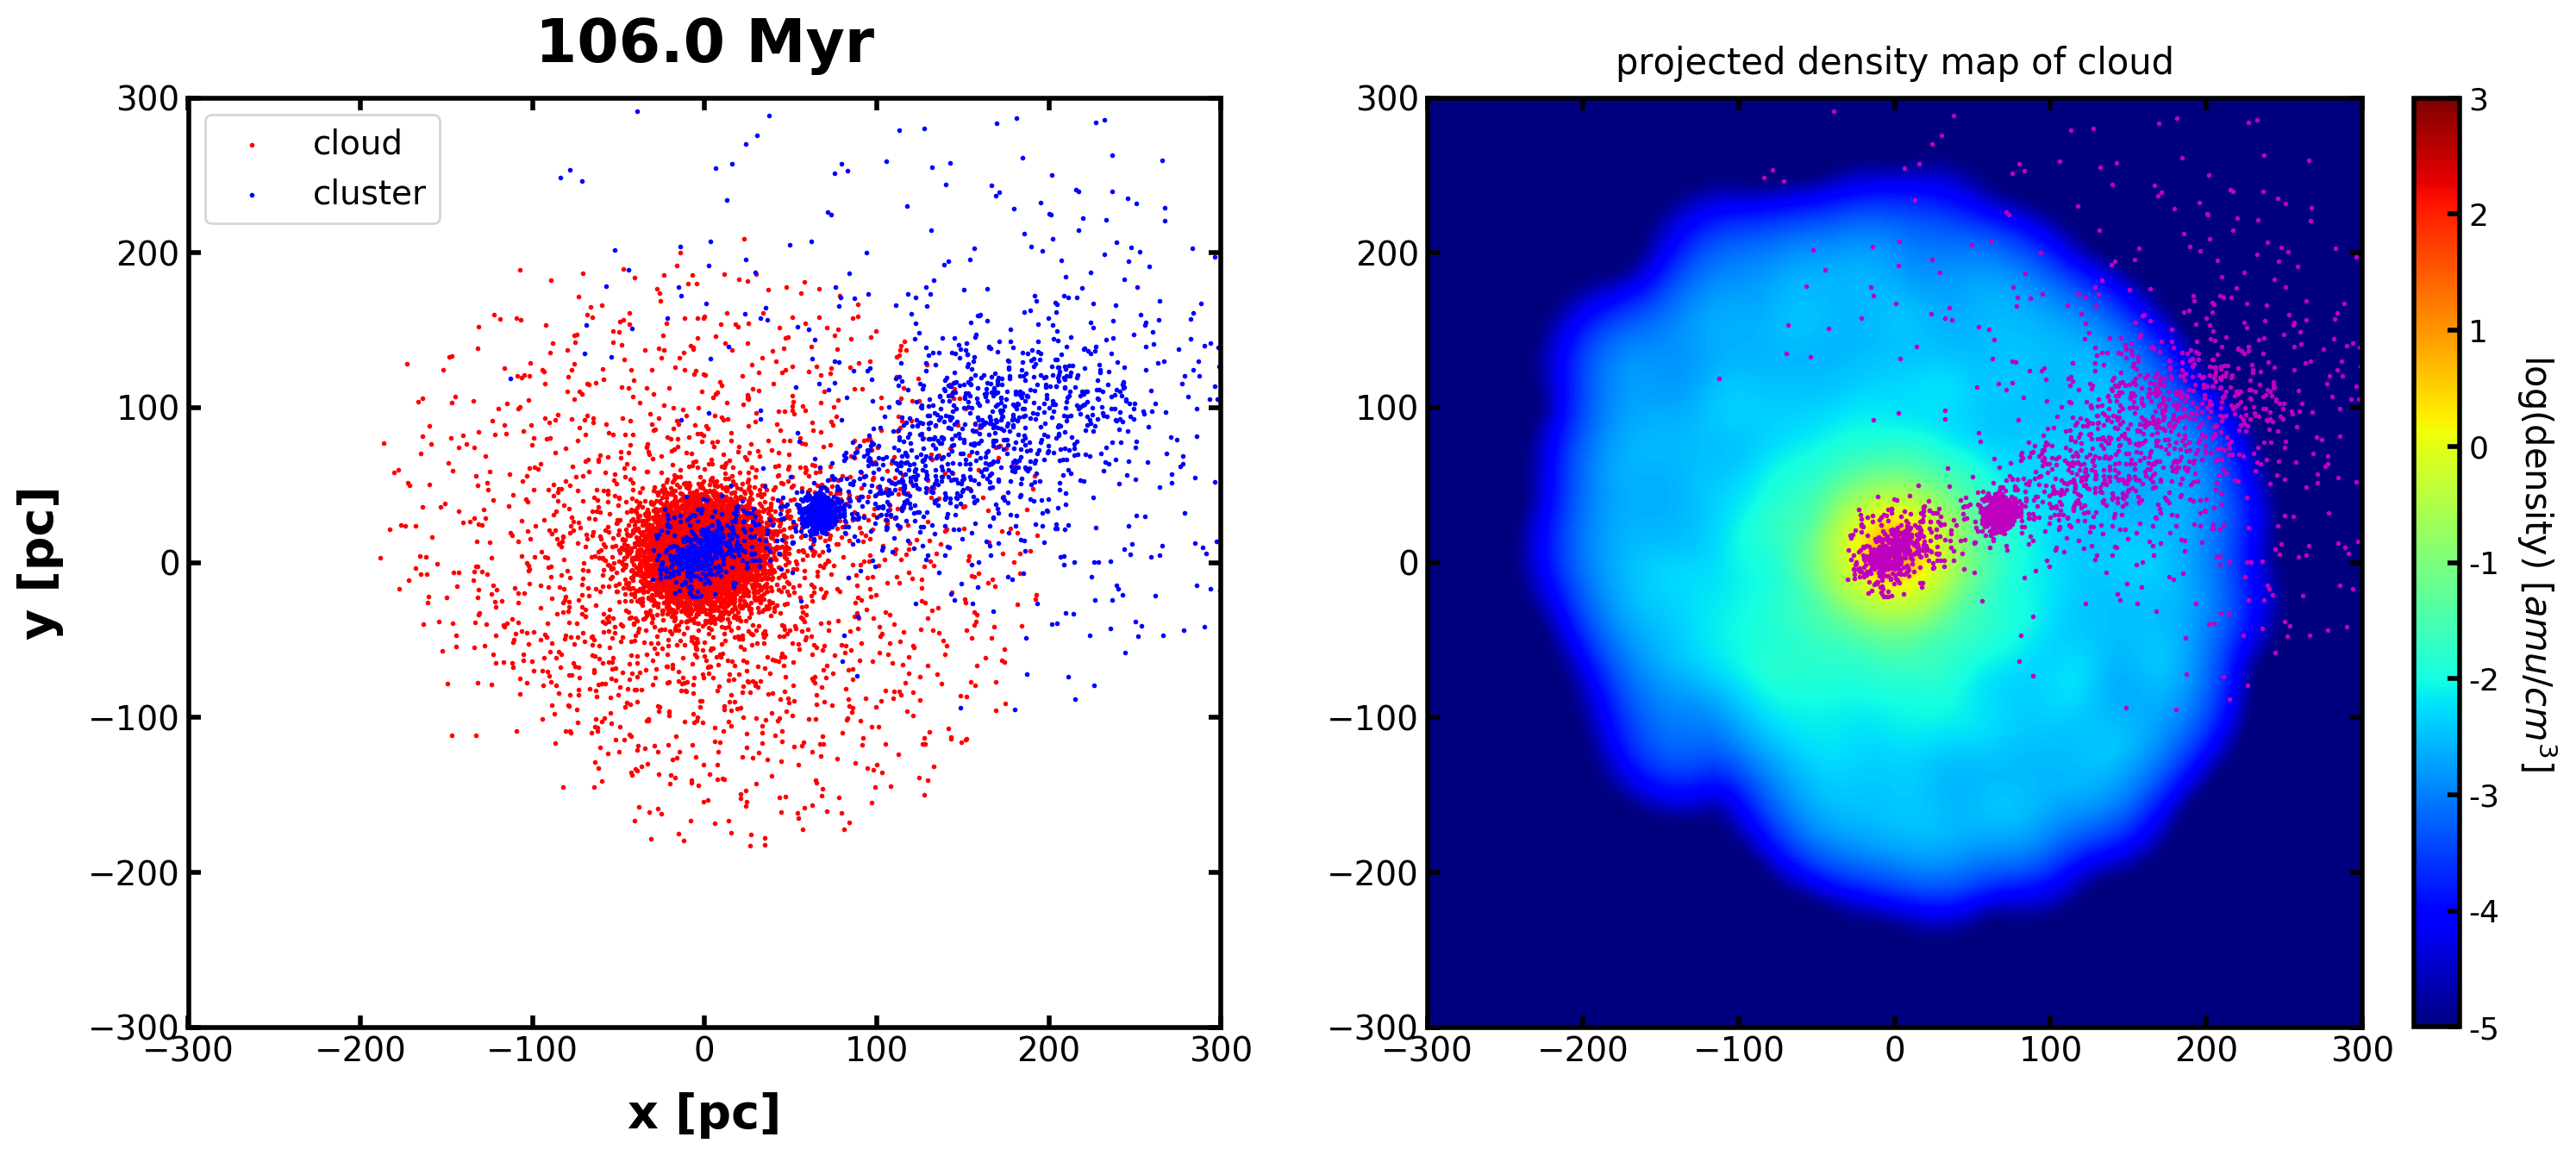 106.0 Myr
cloud
cluster
300
200
100
0
−100
−200
−300
y [pc]
−300 −200 −100 0 100 200 300
x [pc]
projected density map of cloud
300
200
100
0
−100
−200
−300
−300 −200 −100 0 100 200 300
3
2
1
0
-1
-2
-3
-4
-5
log(density) [amu/cm³]